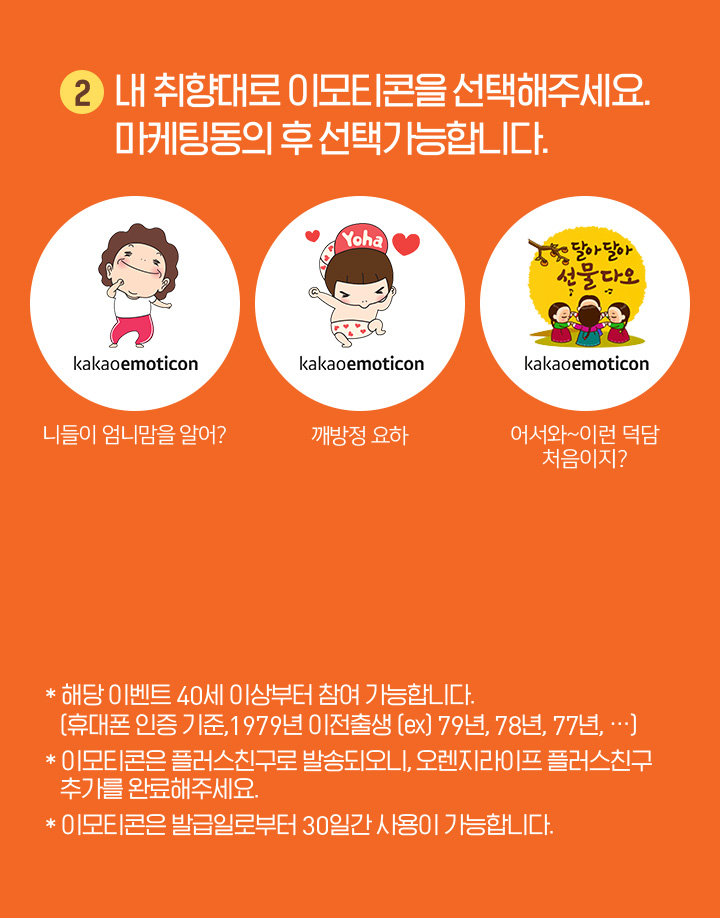 2 내 취향대로 이모티콘을 선택해주세요.
마케팅동의 후 선택가능합니다.
Yoha
달아달아
선물다오
kakaoemoticon
kakaoemoticon
kakaoemoticon
니들이 엄니맘을 알어?
깨방정 요하
어서와~이런 덕담
처음이지?
* 해당 이벤트 40세 이상부터 참여 가능합니다.
(휴대폰 인증 기준,1979년 이전출생 (ex) 79년, 78년, 77년, …)
* 이모티콘은 플러스친구로 발송되오니, 오렌지라이프 플러스친구
추가를 완료해주세요.
* 이모티콘은 발급일로부터 30일간 사용이 가능합니다.